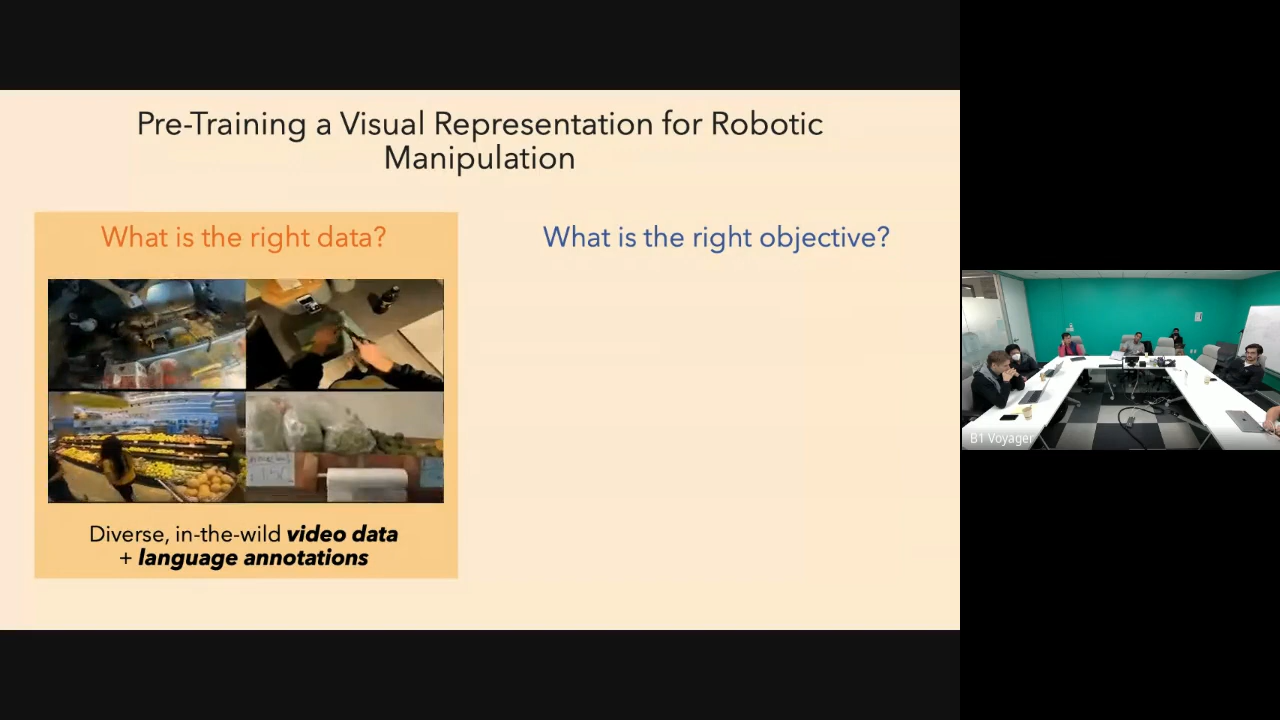 Pre-Training a Visual Representation for Robotic
Manipulation
What is the right data?
What is the right objective?
Diverse, in-the-wild video data
+ language annotations
B1 Voyager